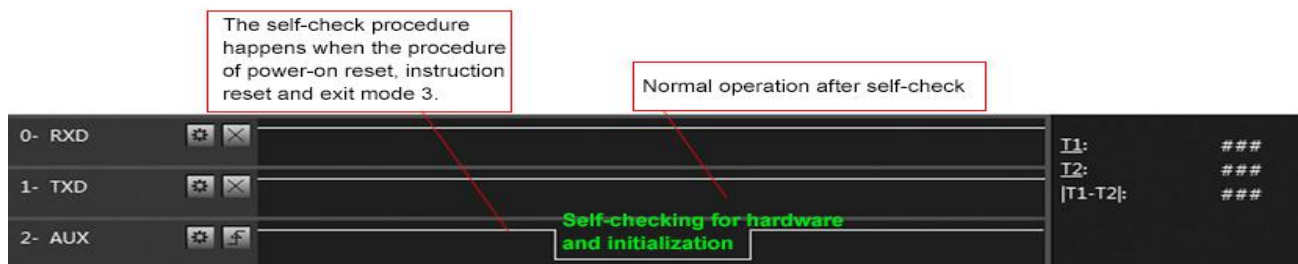 The self-check procedure
happens when the procedure
of power-on reset, instruction
reset and exit mode 3.
Normal operation after self-check
0- RXD
T1: ###
T2: ###
1- TXD
|T1-T2|: ###
Self-checking for hardware
and initialization
2- AUX